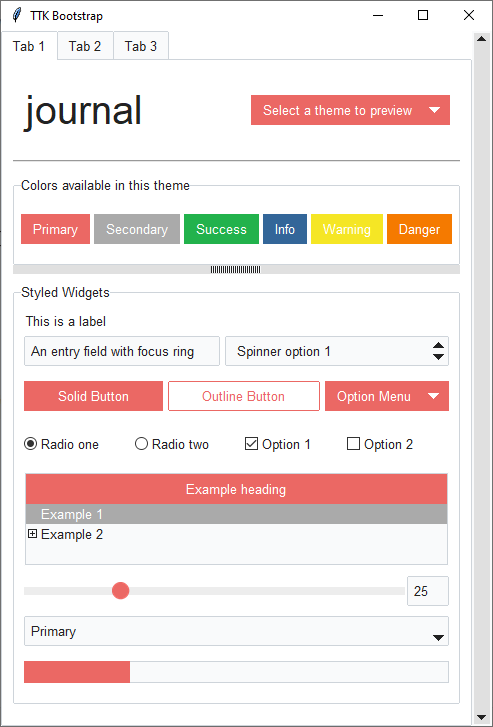 TTK Bootstrap
Tab 1 Tab 2 Tab 3
journal
Select a theme to preview
Colors available in this theme
Primary Secondary Success Info Warning Danger
Styled Widgets
This is a label
An entry field with focus ring Spinner option 1
Solid Button Outline Button Option Menu
Radio one Radio two Option 1 Option 2
Example heading
Example 1
Example 2
25
Primary